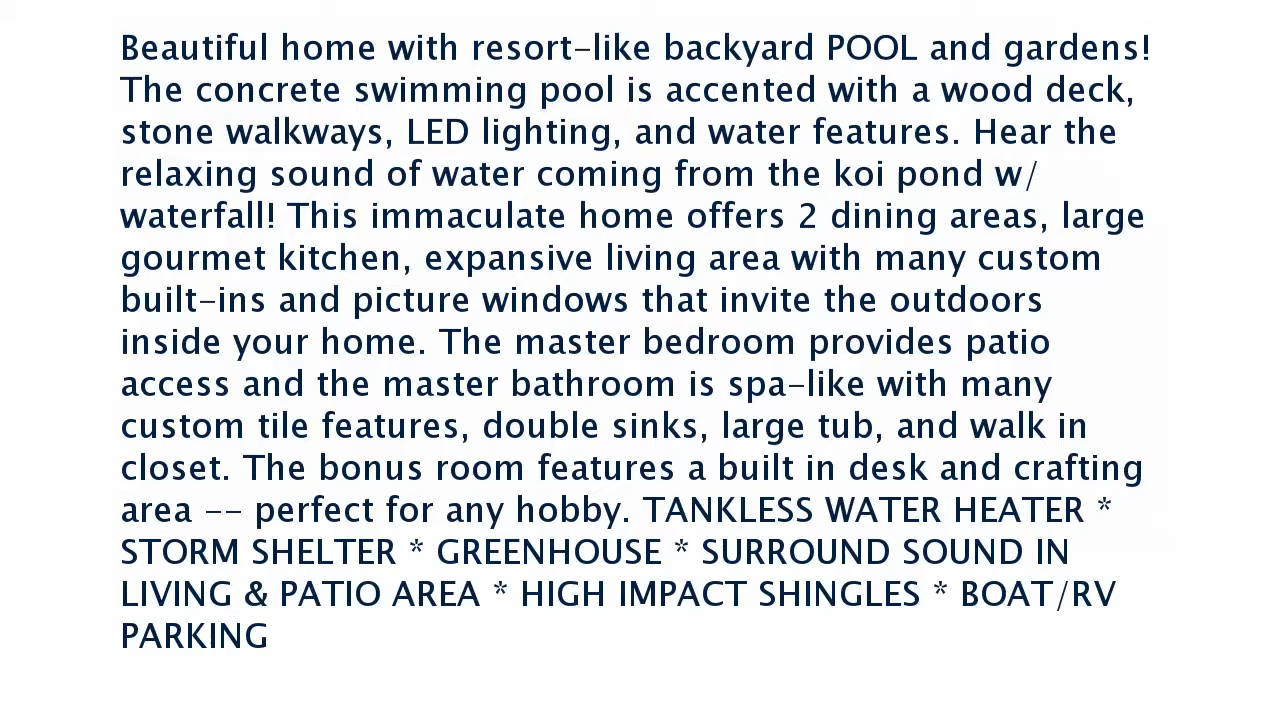 Beautiful home with resort-like backyard POOL and gardens!
The concrete swimming pool is accented with a wood deck,
stone walkways, LED lighting, and water features. Hear the
relaxing sound of water coming from the koi pond w/
waterfall! This immaculate home offers 2 dining areas, large
gourmet kitchen, expansive living area with many custom
built-ins and picture windows that invite the outdoors
inside your home. The master bedroom provides patio
access and the master bathroom is spa-like with many
custom tile features, double sinks, large tub, and walk in
closet. The bonus room features a built in desk and crafting
area -- perfect for any hobby. TANKLESS WATER HEATER *
STORM SHELTER * GREENHOUSE * SURROUND SOUND IN
LIVING & PATIO AREA * HIGH IMPACT SHINGLES * BOAT/RV
PARKING